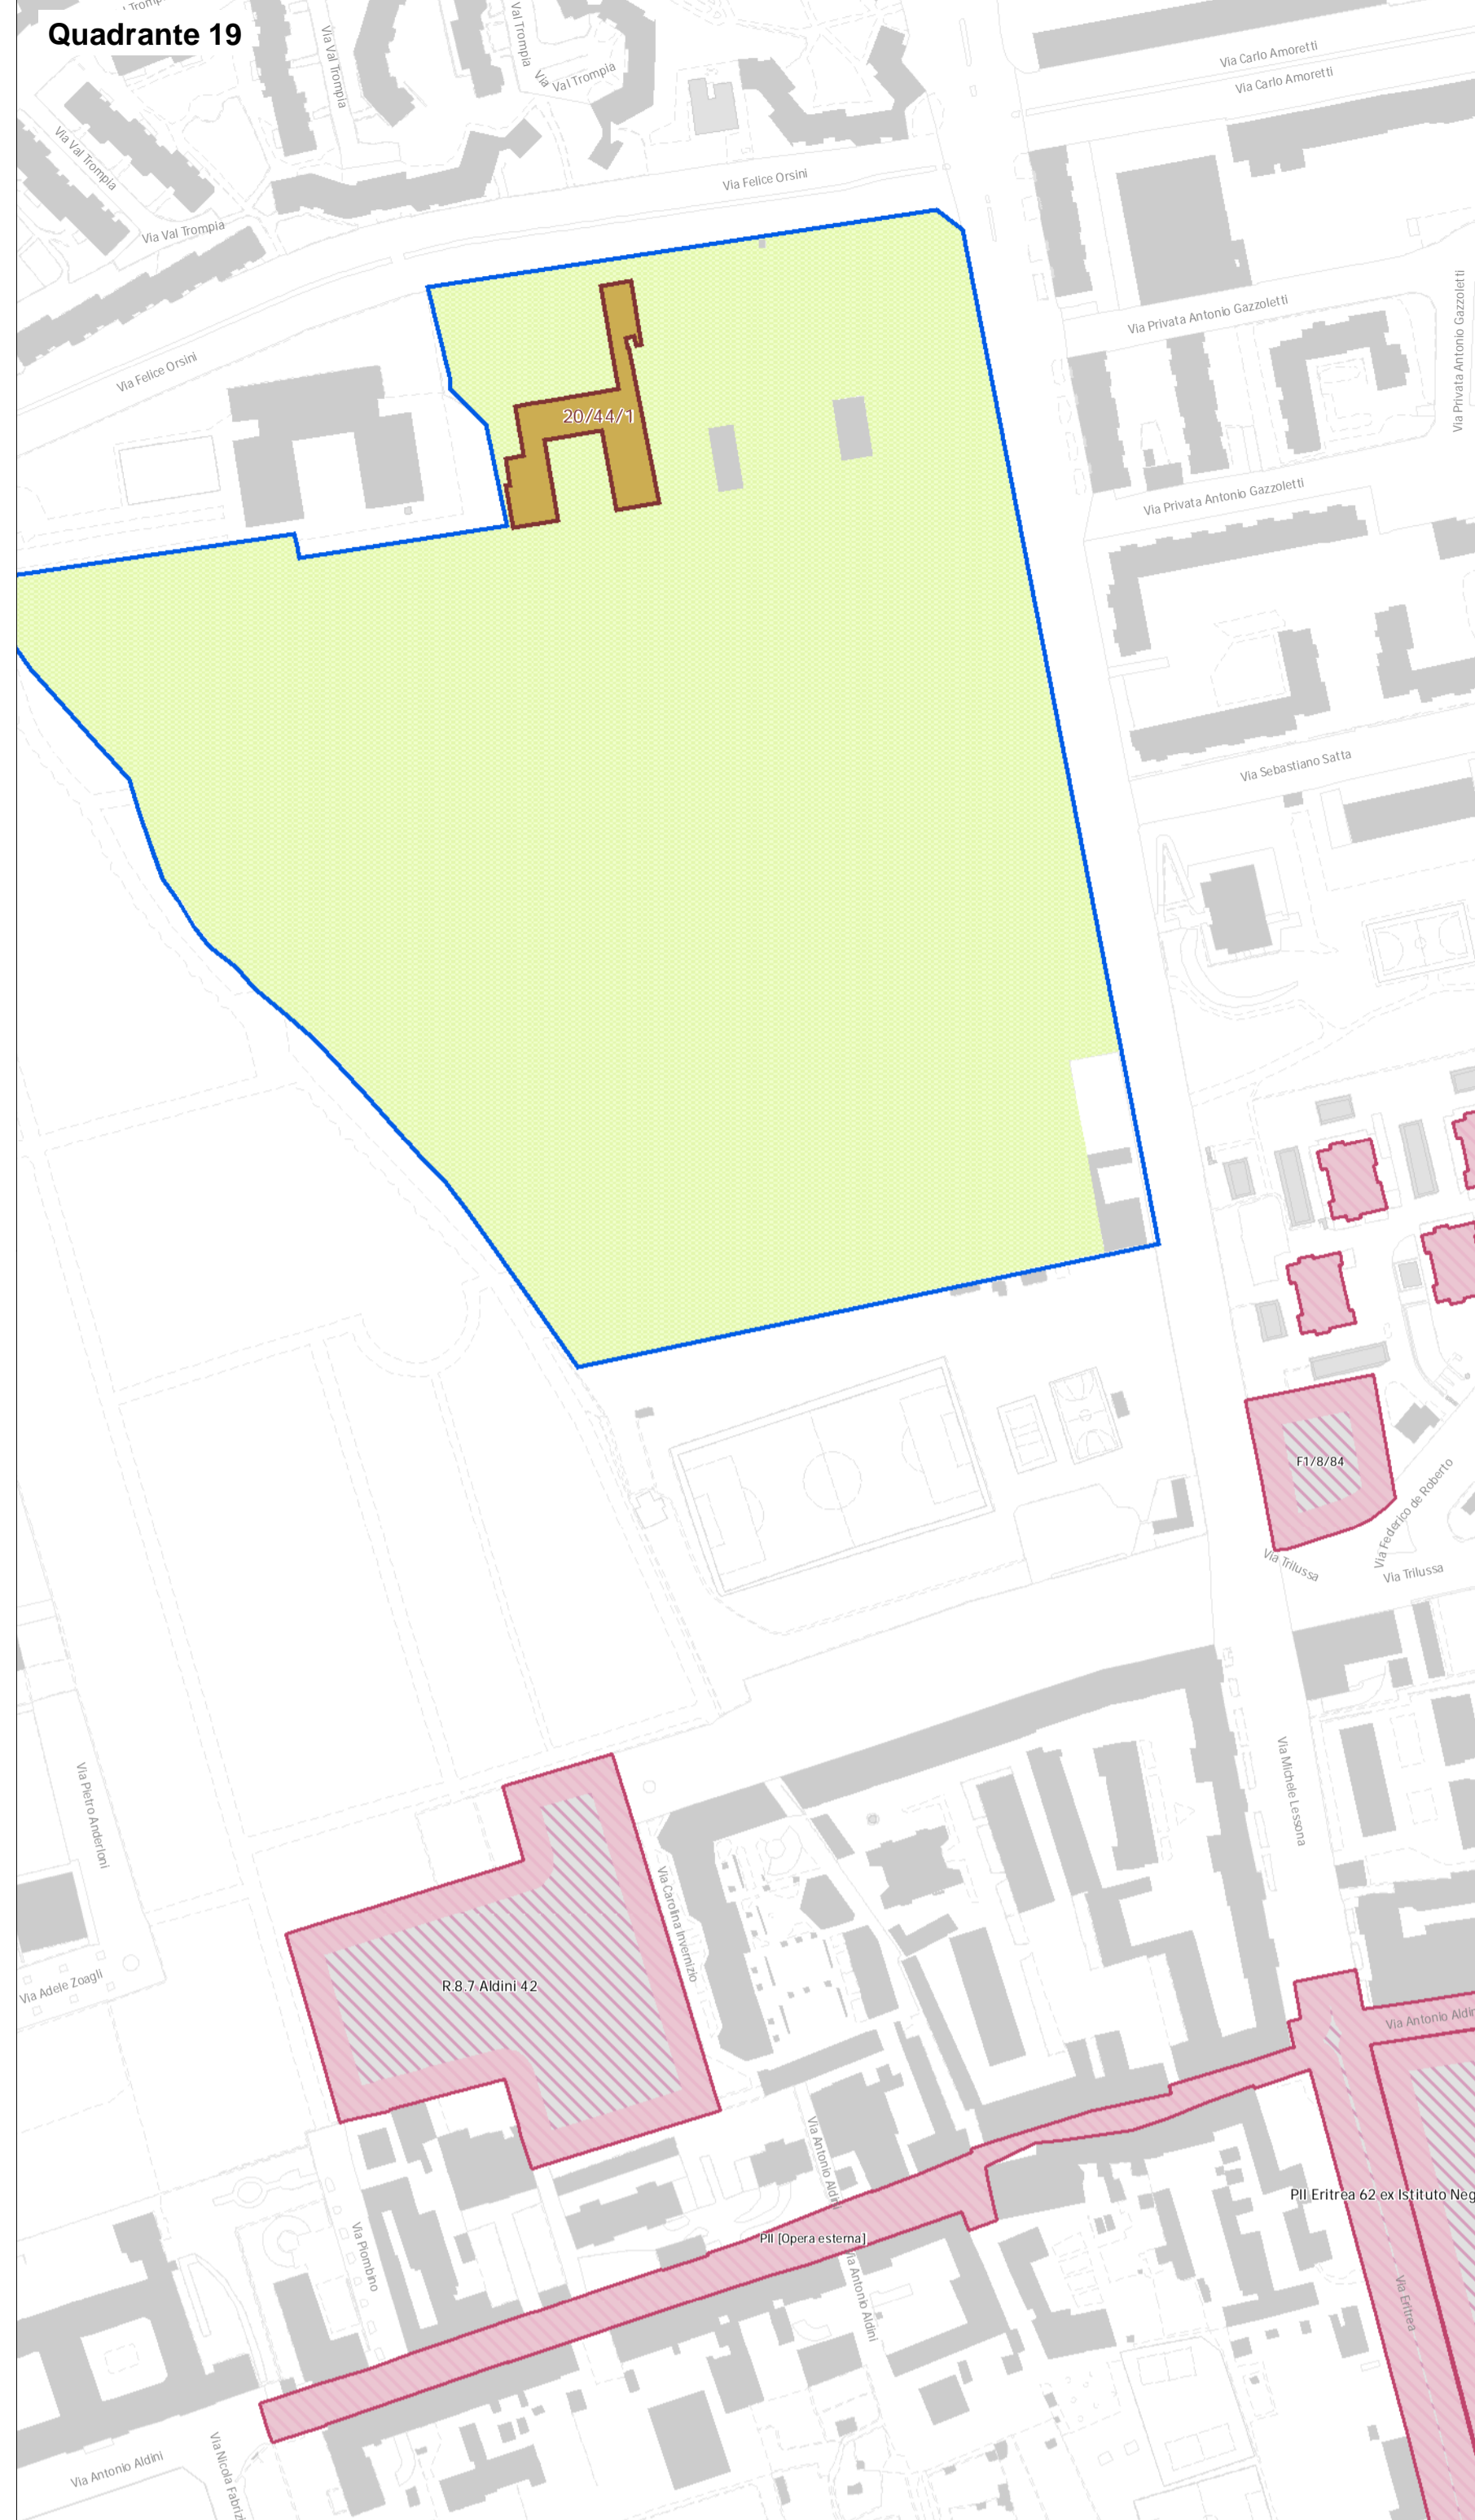 Quadrante 19
Via Val Trompia
Val Trompia
Via
Val Trompia
Via Carlo Amoretti
Via Carlo Amoretti
Via Val Trompia
Via Felice Orsini
Via Val Trompia
Via Privata Antonio Gazzoletti
Via Privata Antonio Gazzoletti
Via Felice Orsini
20/44/1
Via Privata Antonio Gazzoletti
Via Sebastiano Satta
F1/8/84
Via Federico de Roberto
Via Trilussa
Via Trilussa
Via Michele Lessona
Via Pietro Anderloni
Via Carolina Invernizio
R.8.7 Aldini 42
Via Adele Zoagli
Via Antonio Aldin
Via Antonio Aldini
PII Eritrea 62 ex Istituto Neg
PII [Opera esterna]
Via Piombino
Via Antonio Aldini
Via Eritrea
Via Antonio Aldini
Via Nicola Fabrizi